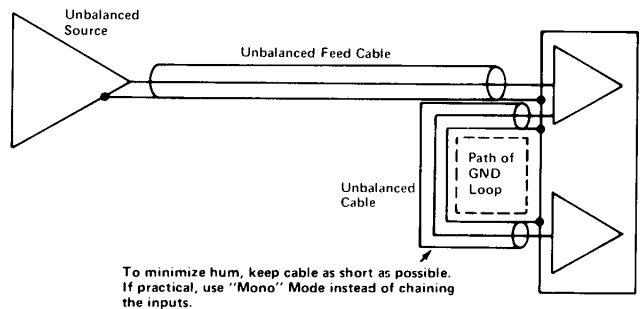 Unbalanced
Source
Unbalanced Feed Cable
Path of
GND
Loop
Unbalanced
Cable
To minimize hum, keep cable as short as possible.
If practical, use "Mono" Mode instead of chaining
the inputs.